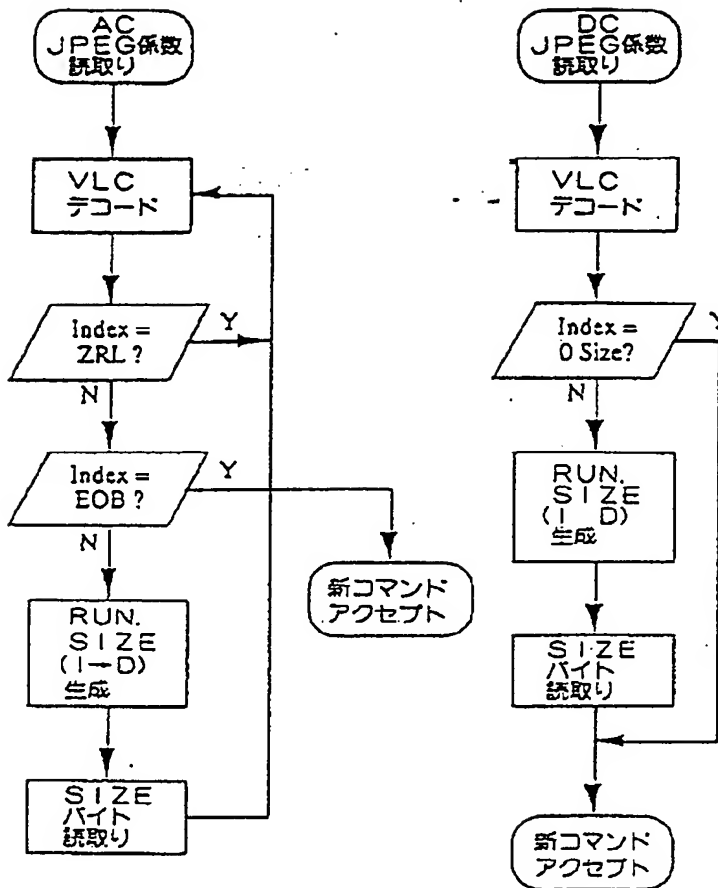 AC
JPEG係数
読取り
VLC
デコード
Index =
ZRL ?
Y
N
Index =
EOB ?
Y
N
新コマンド
アクセプト
RUN.
SIZE
(I→D)
生成
SIZE
バイト
読取り
DC
JPEG係数
読取り
VLC
デコード
Index =
0 Size?
Y
N
RUN.
SIZE
(I D)
生成
SIZE
バイト
読取り
新コマンド
アクセプト